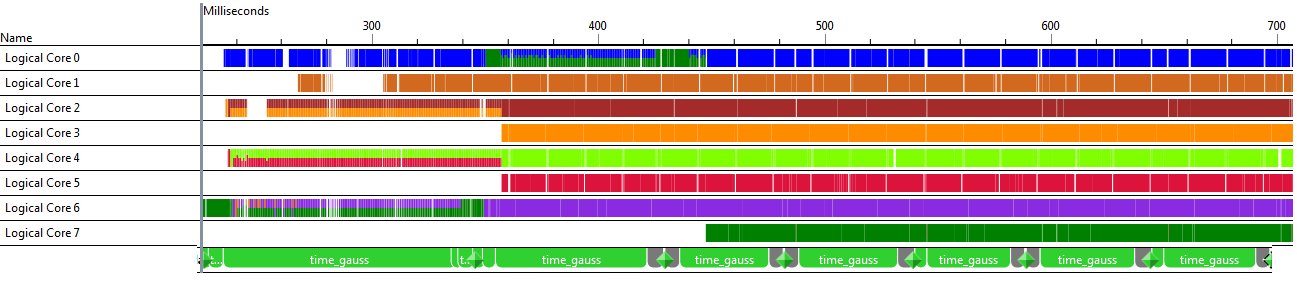 Milliseconds
300 400 500 600 700
Name
Logical Core 0
Logical Core 1
Logical Core 2
Logical Core 3
Logical Core 4
Logical Core 5
Logical Core 6
Logical Core 7
t... time_gauss t... time_gauss time_gauss time_gauss time_gauss time_gauss time_gauss